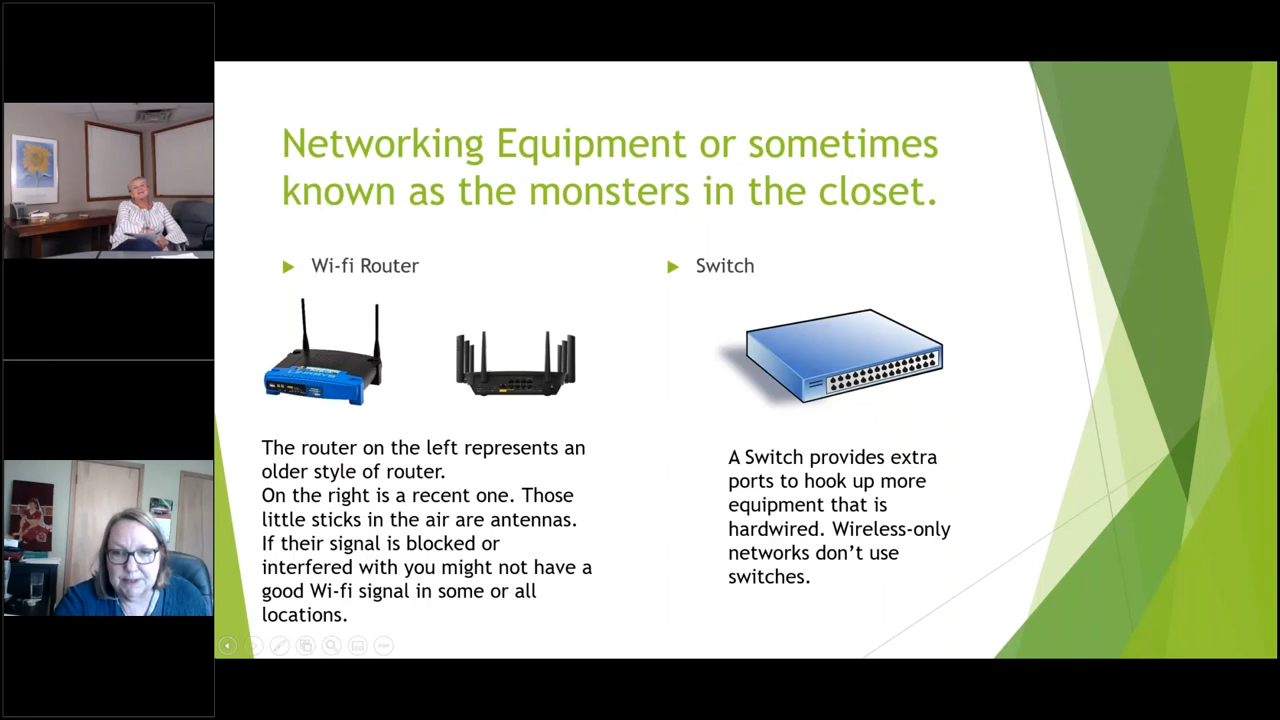 Networking Equipment or sometimes
known as the monsters in the closet.
Wi-fi Router
The router on the left represents an
older style of router.
On the right is a recent one. Those
little sticks in the air are antennas.
If their signal is blocked or
interfered with you might not have a
good Wi-fi signal in some or all
locations.
Switch
A Switch provides extra
ports to hook up more
equipment that is
hardwired. Wireless-only
networks don’t use
switches.